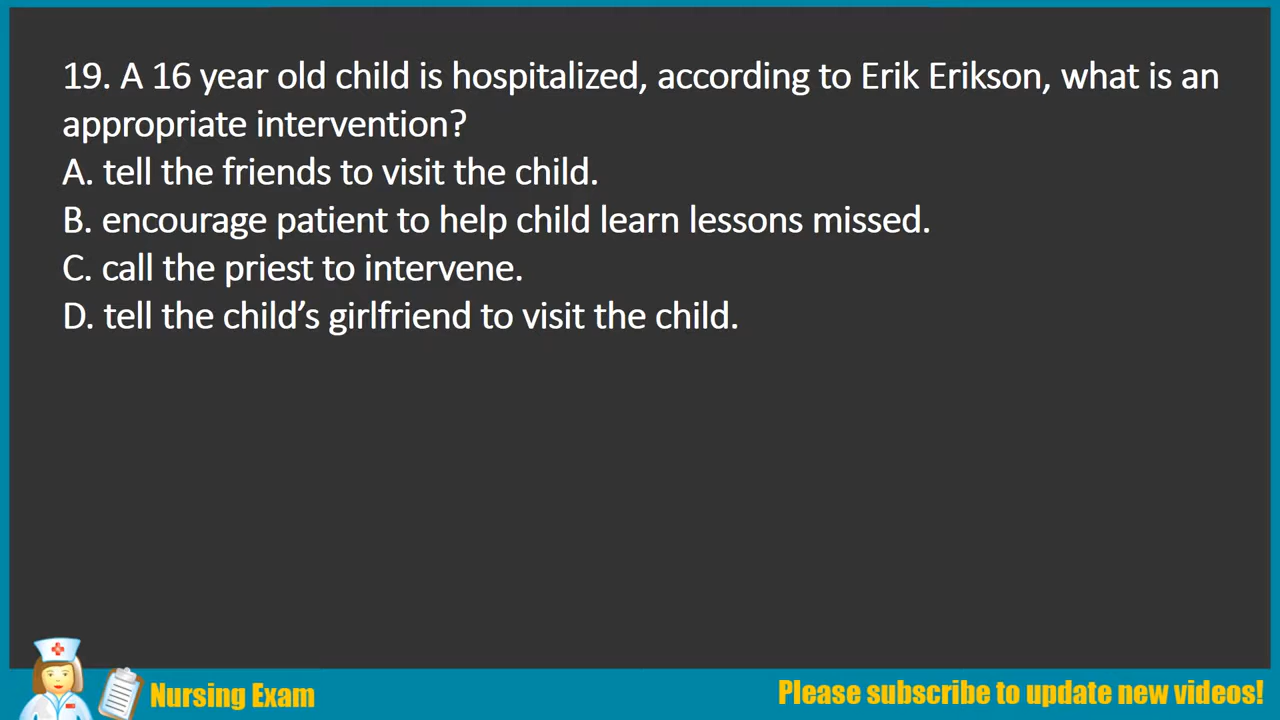 19. A 16 year old child is hospitalized, according to Erik Erikson, what is an
appropriate intervention?
A. tell the friends to visit the child.
B. encourage patient to help child learn lessons missed.
C. call the priest to intervene.
D. tell the child’s girlfriend to visit the child.
Nursing Exam
Please subscribe to update new videos!